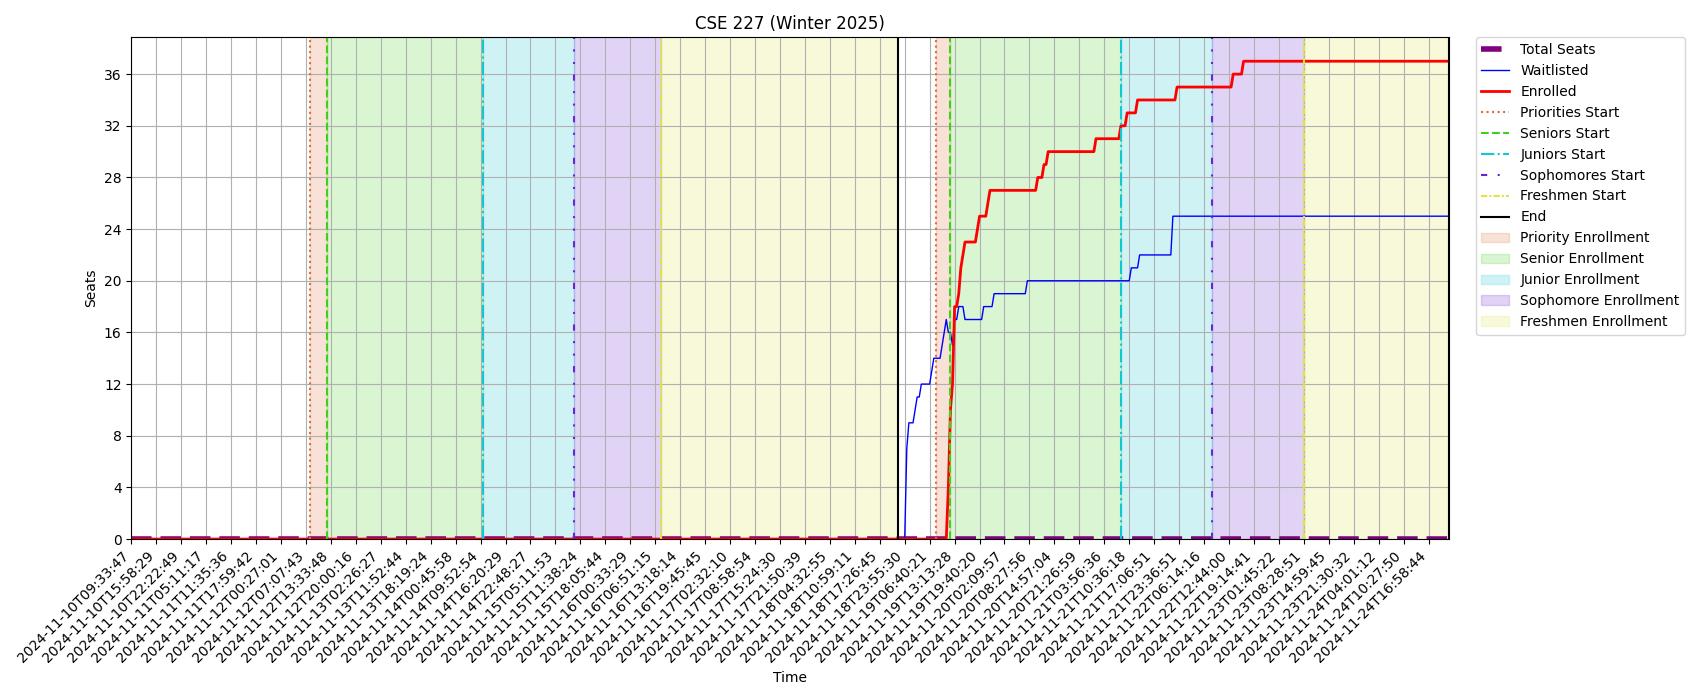 CSE 227 (Winter 2025)
Seats
36
32
28
24
20
16
12
8
4
0
2024-11-10T09:33:47
2024-11-10T15:58:29
2024-11-10T22:22:49
2024-11-11T05:11:17
2024-11-11T11:35:36
2024-11-11T17:59:42
2024-11-12T00:27:01
2024-11-12T07:07:43
2024-11-12T13:33:48
2024-11-12T20:00:16
2024-11-13T02:26:27
2024-11-13T11:52:44
2024-11-13T18:19:24
2024-11-14T00:45:58
2024-11-14T09:52:54
2024-11-14T16:20:29
2024-11-14T22:48:27
2024-11-15T05:11:53
2024-11-15T11:38:24
2024-11-15T18:05:44
2024-11-16T00:33:29
2024-11-16T06:51:15
2024-11-16T13:18:14
2024-11-16T19:45:45
2024-11-17T02:32:10
2024-11-17T08:58:54
2024-11-17T15:24:30
2024-11-17T21:50:39
2024-11-18T04:32:55
2024-11-18T10:59:11
2024-11-18T17:26:45
2024-11-18T23:55:30
2024-11-19T06:40:21
2024-11-19T13:13:28
2024-11-19T19:40:20
2024-11-20T02:09:57
2024-11-20T08:27:56
2024-11-20T14:57:04
2024-11-20T21:26:59
2024-11-21T03:56:36
2024-11-21T10:36:18
2024-11-21T17:06:51
2024-11-21T23:36:51
2024-11-22T06:14:16
2024-11-22T12:44:00
2024-11-22T19:14:41
2024-11-23T01:45:22
2024-11-23T08:28:51
2024-11-23T14:59:45
2024-11-23T21:30:32
2024-11-24T04:01:12
2024-11-24T10:27:50
2024-11-24T16:58:44
Time
Total Seats
Waitlisted
Enrolled
Priorities Start
Seniors Start
Juniors Start
Sophomores Start
Freshmen Start
End
Priority Enrollment
Senior Enrollment
Junior Enrollment
Sophomore Enrollment
Freshmen Enrollment